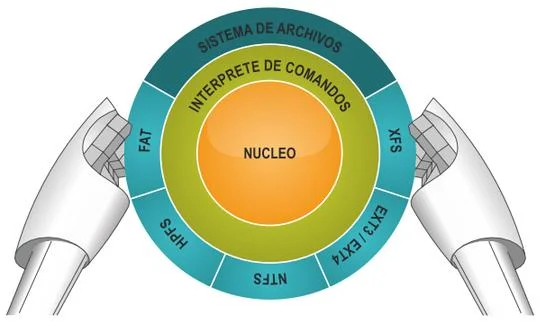 SISTEMA DE ARCHIVOS
INTERPRETE DE COMANDOS
NUCLEO
FAT
XFS
HPFS
EXT3 / EXT4
NTFS